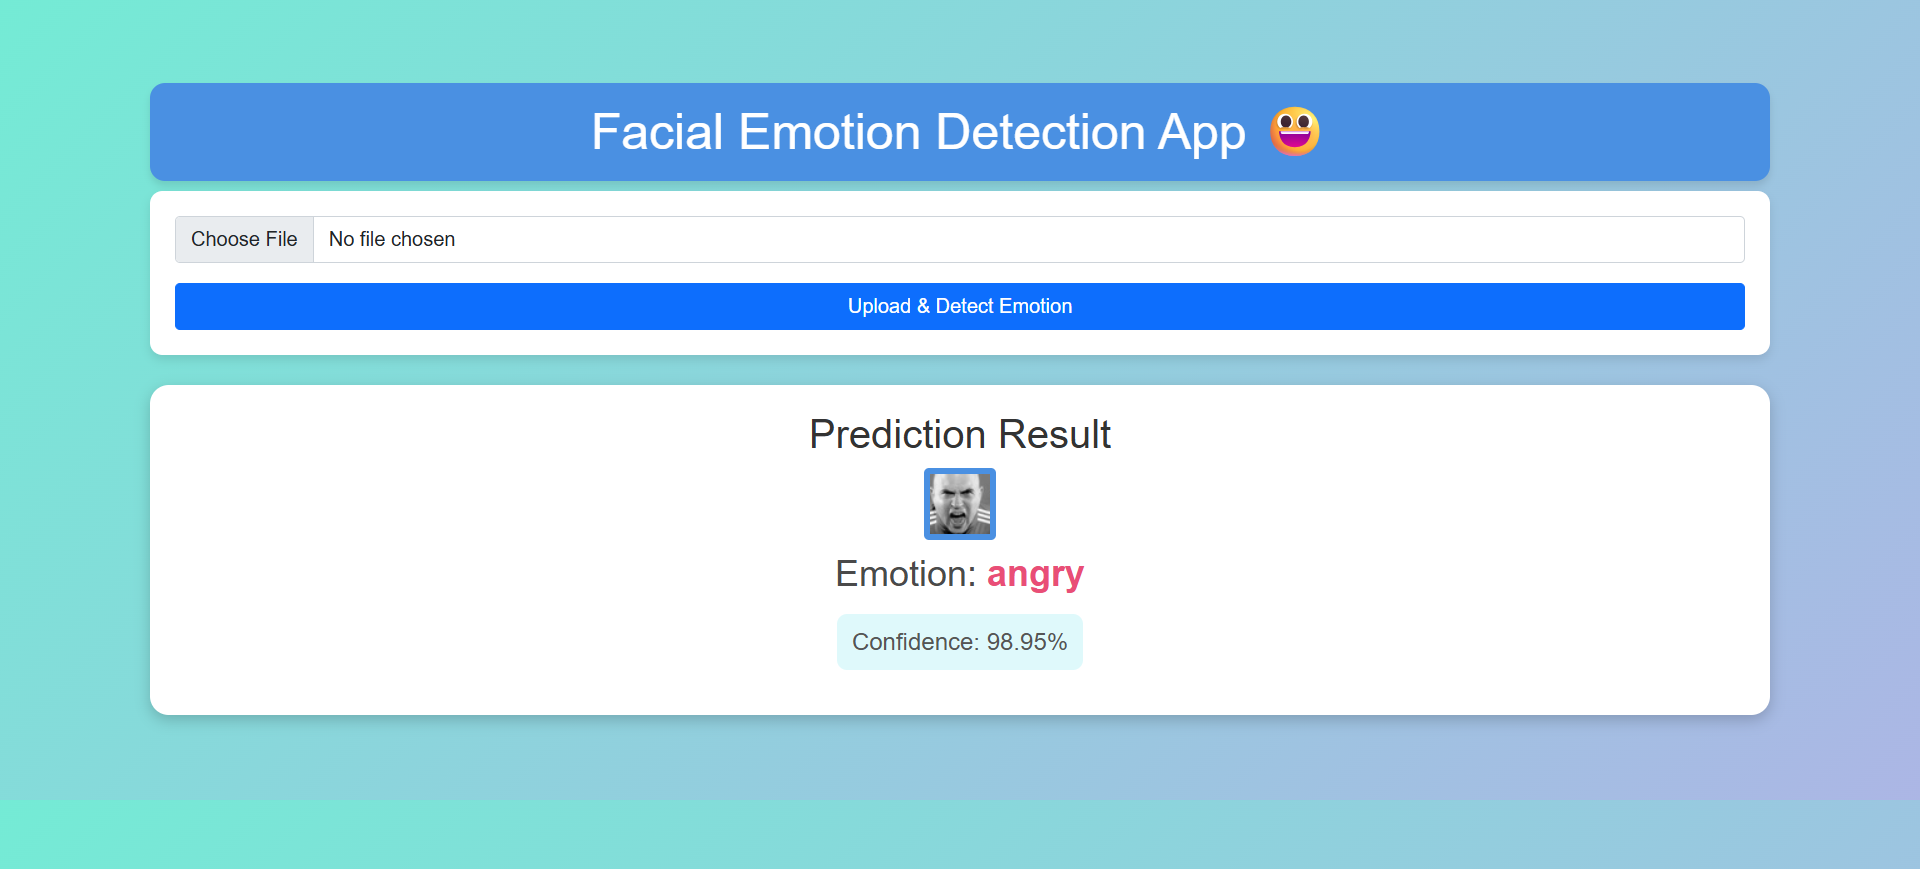 Facial Emotion Detection App 😃
Choose File No file chosen
Upload & Detect Emotion
Prediction Result
Emotion: angry
Confidence: 98.95%